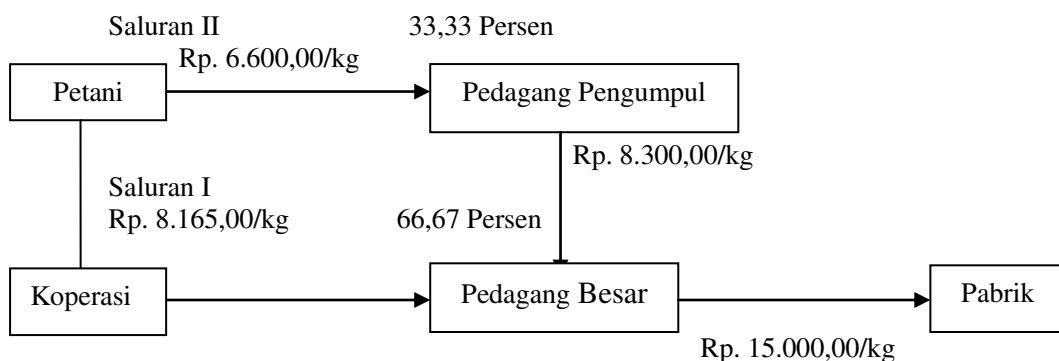 Saluran II 33,33 Persen
Rp. 6.600,00/kg
Petani Pedagang Pengumpul
Rp. 8.300,00/kg
Saluran I
Rp. 8.165,00/kg 66,67 Persen
Koperasi Pedagang Besar Pabrik
Rp. 15.000,00/kg